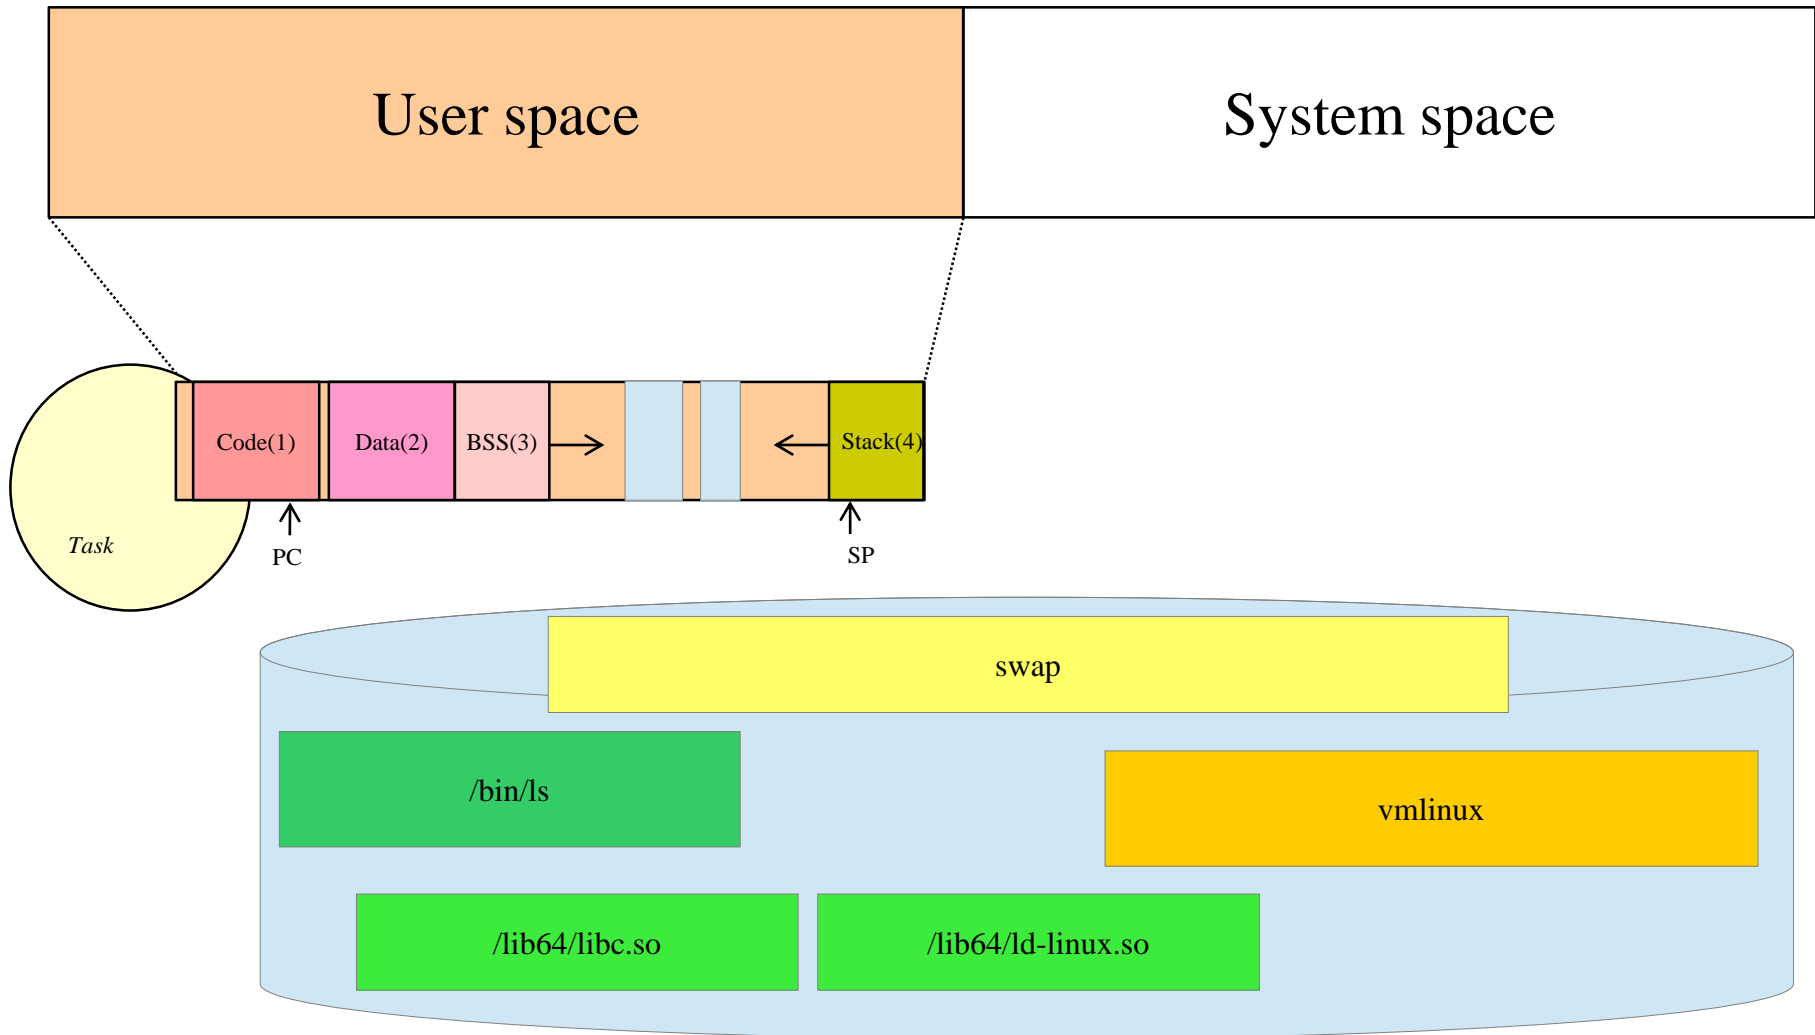 User space
System space
Code(1)
Data(2)
BSS(3)
Stack(4)
Task
PC
SP
swap
/bin/ls
vmlinux
/lib64/libc.so
/lib64/ld-linux.so